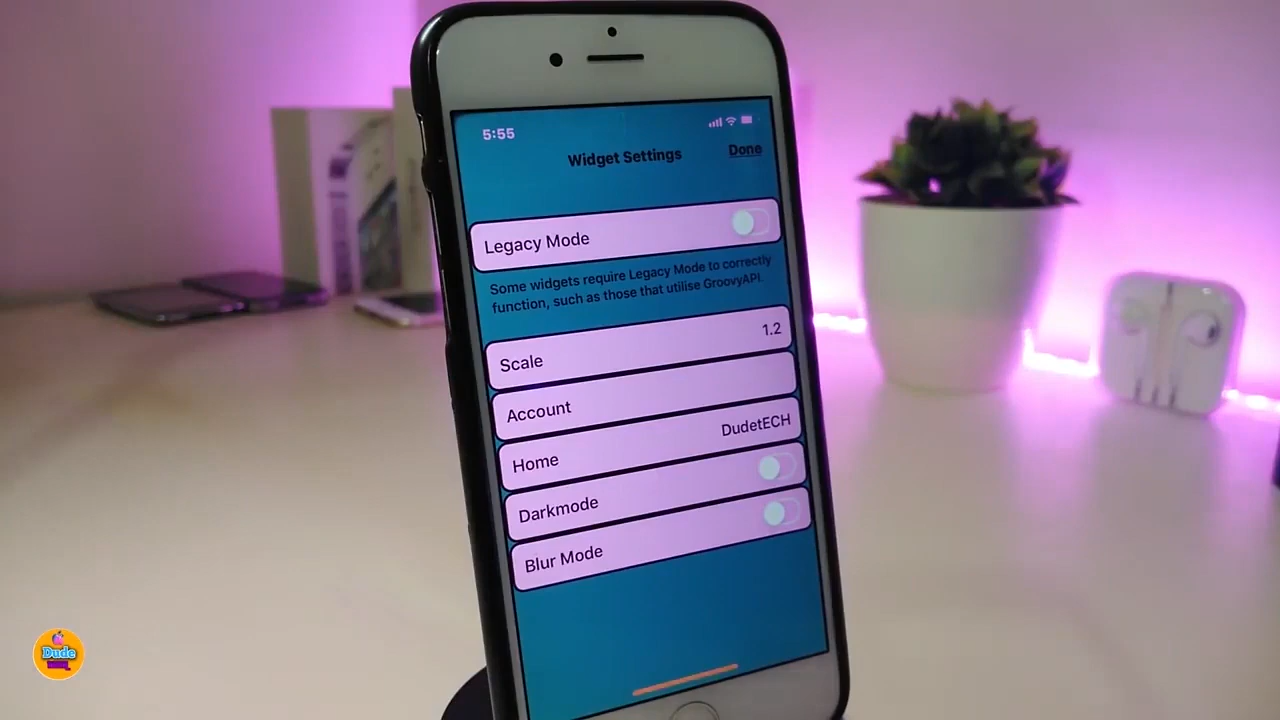 5:55
Widget Settings
Done
Legacy Mode
Some widgets require Legacy Mode to correctly
function, such as those that utilise GroovyAPI.
Scale
1.2
Account
Home
DudetECH
Darkmode
Blur Mode
Dude